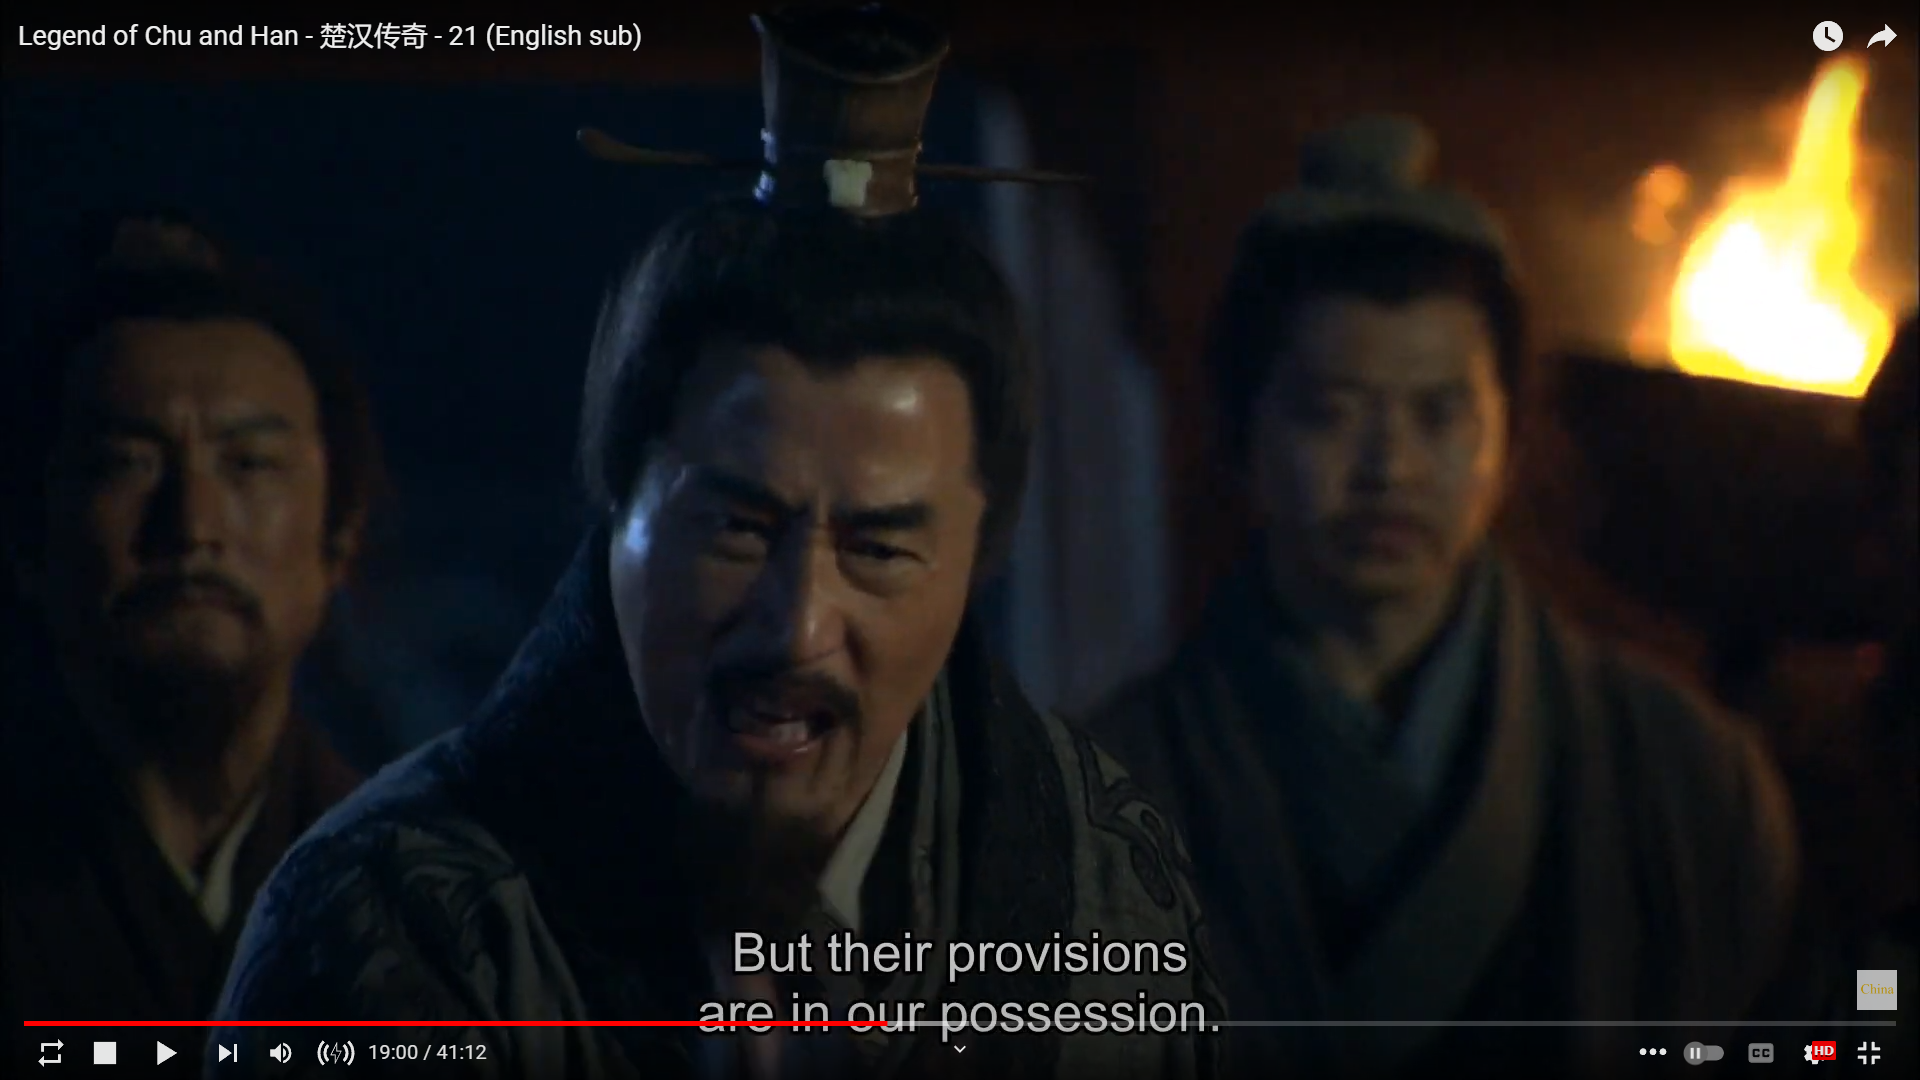 Legend of Chu and Han - 楚汉传奇 - 21 (English sub)
But their provisions
are in our possession.
China
19:00 / 41:12
CC
HD